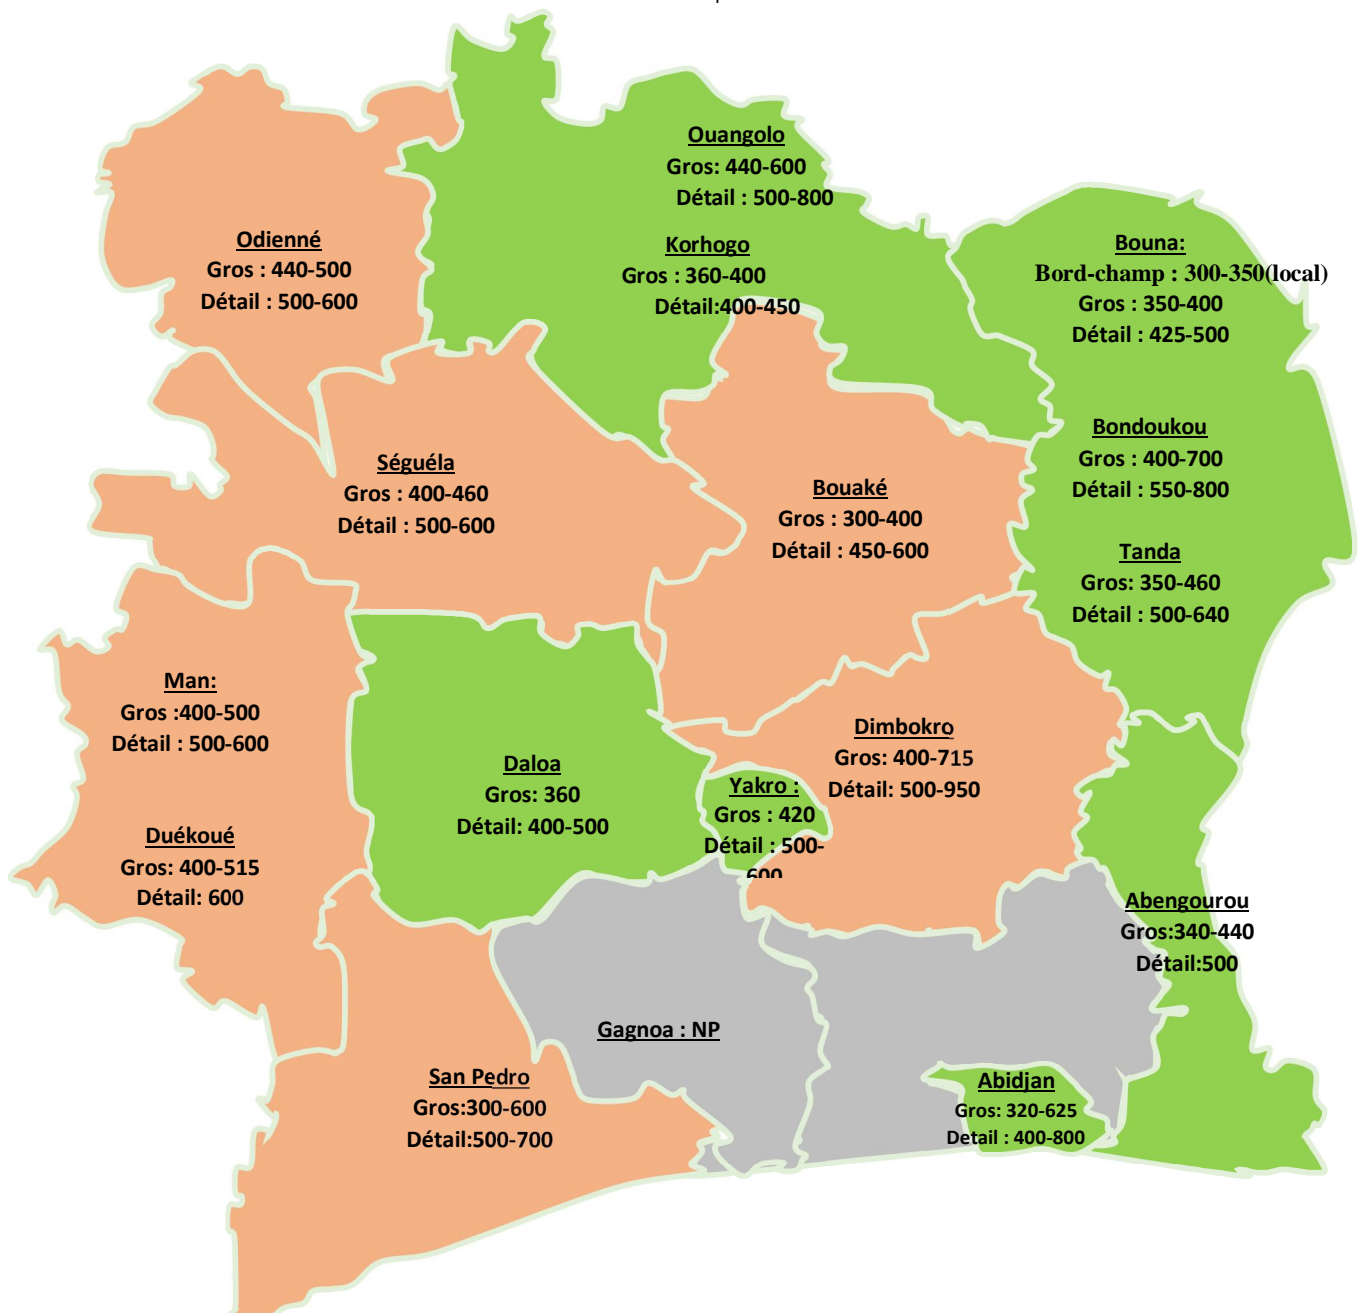 Ouangolo
Gros: 440-600
Détail : 500-800
Korhogo
Gros : 360-400
Détail:400-450
Odienné
Gros : 440-500
Détail : 500-600
Bouna:
Bord-champ : 300-350(local)
Gros : 350-400
Détail : 425-500
Bondoukou
Gros : 400-700
Détail : 550-800
Tanda
Gros: 350-460
Détail : 500-640
Séguéla
Gros : 400-460
Détail : 500-600
Bouaké
Gros : 300-400
Détail : 450-600
Man:
Gros :400-500
Détail : 500-600
Duékoué
Gros: 400-515
Détail: 600
Daloa
Gros: 360
Détail: 400-500
Yakro :
Gros : 420
Détail : 500-
600
Dimbokro
Gros: 400-715
Détail: 500-950
Abengourou
Gros:340-440
Détail:500
Gagnoa : NP
San Pedro
Gros:300-600
Détail:500-700
Abidjan
Gros: 320-625
Detail : 400-800